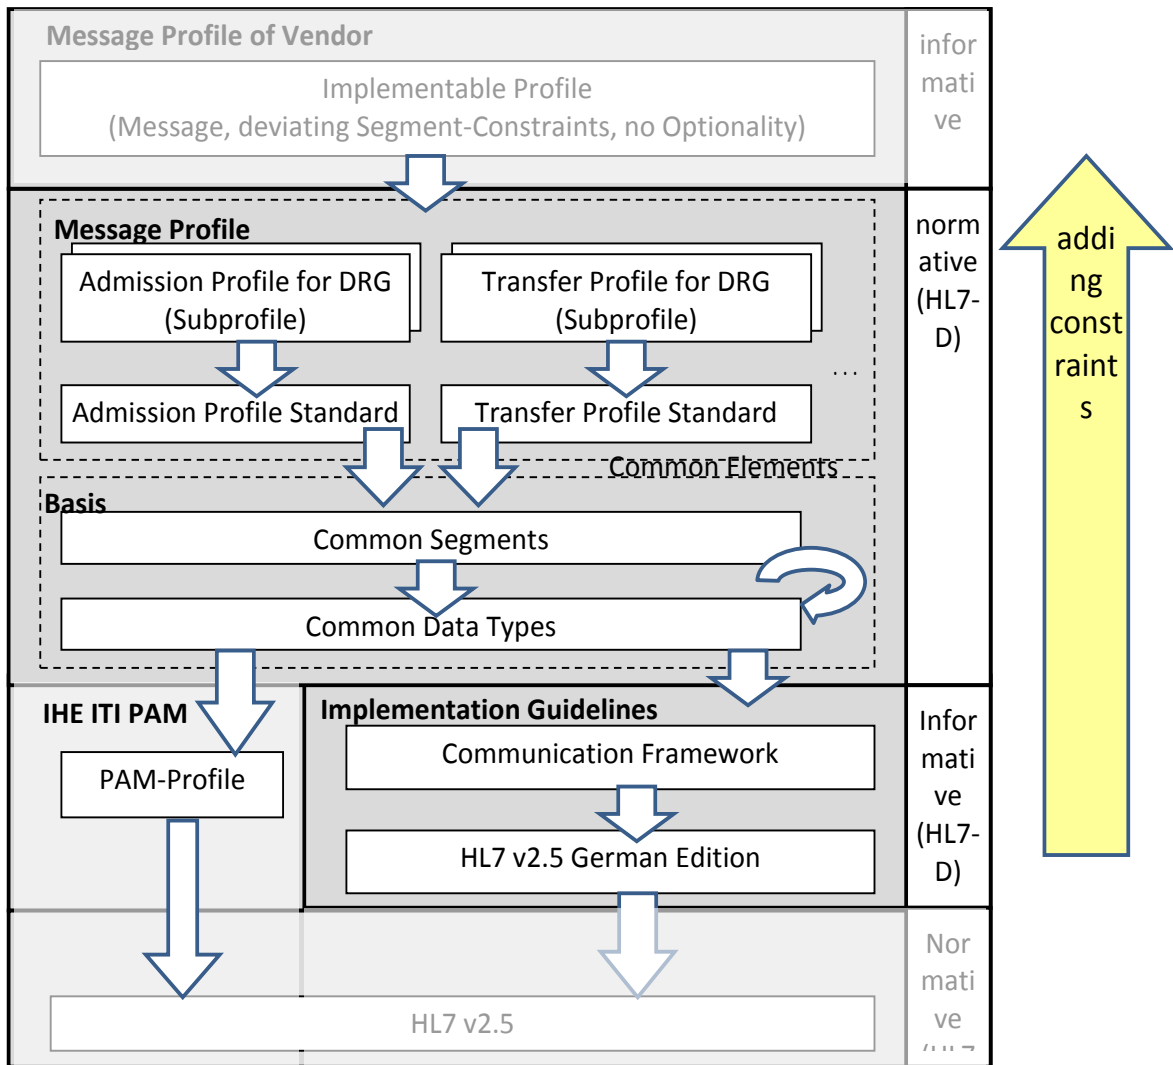 Message Profile of Vendor
Implementable Profile
(Message, deviating Segment-Constraints, no Optionality)
infor
mati
ve
Message Profile
Admission Profile for DRG
(Subprofile)
Transfer Profile for DRG
(Subprofile)
...
Admission Profile Standard
Transfer Profile Standard
Common Elements
Basis
Common Segments
Common Data Types
norm
ative
(HL7-
D)
addi
ng
const
raint
s
IHE ITI PAM
PAM-Profile
Implementation Guidelines
Communication Framework
HL7 v2.5 German Edition
Infor
mati
ve
(HL7-
D)
HL7 v2.5
Nor
mati
ve